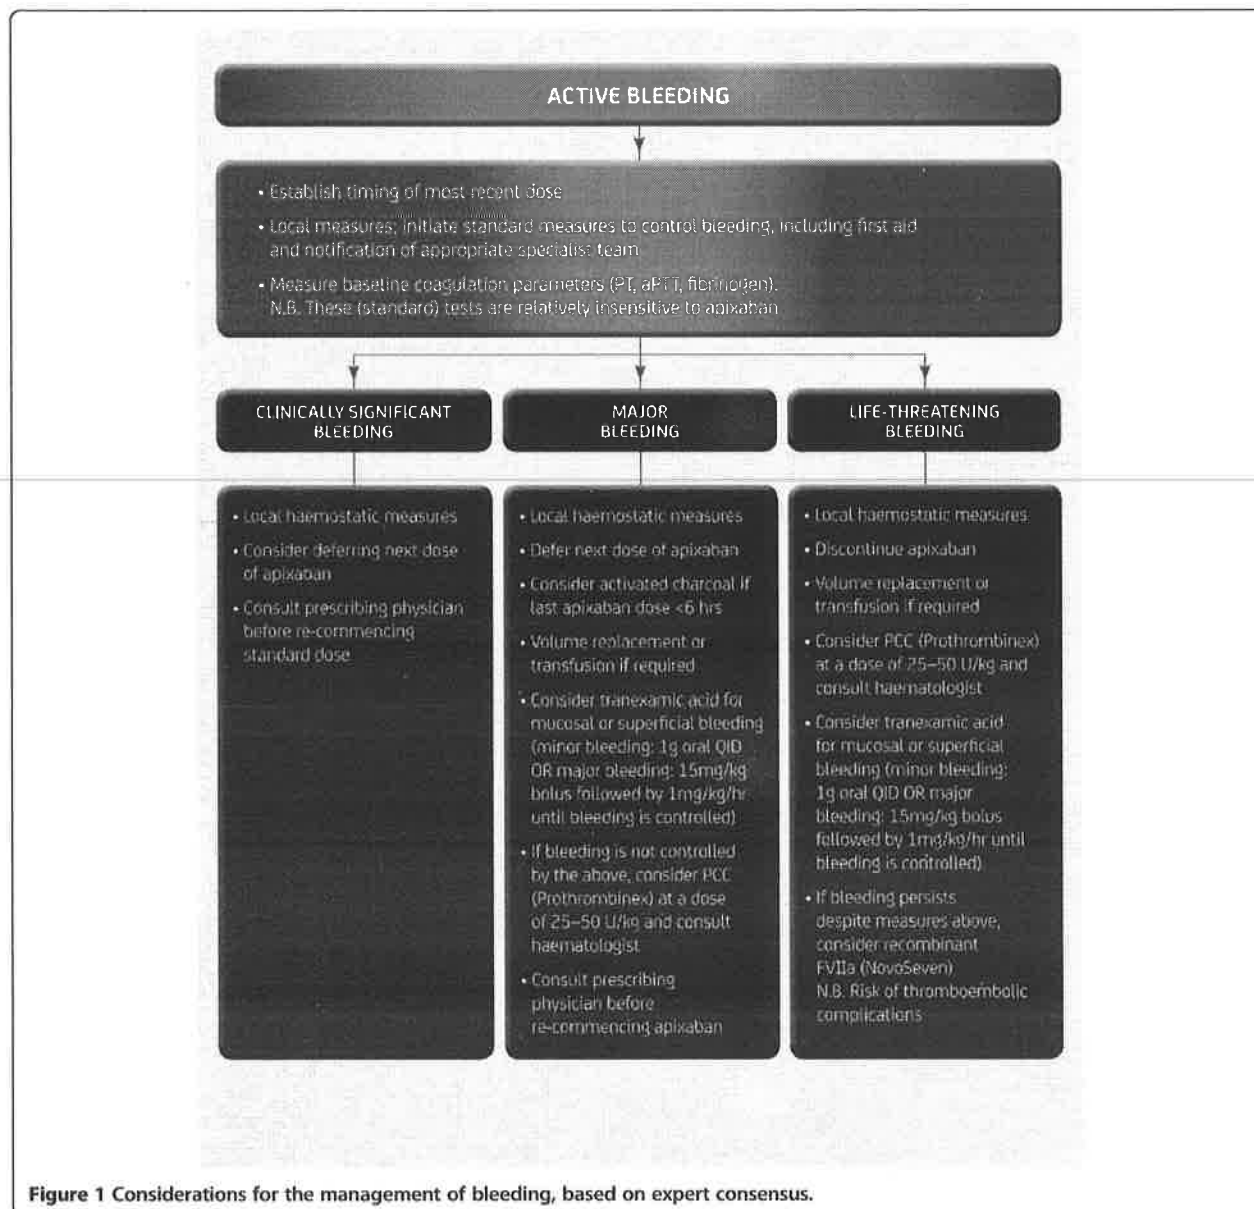 ACTIVE BLEEDING
• Establish timing of most recent dose
• Local measures; initiate standard measures to control bleeding, including first aid
and notification of appropriate specialist team
• Measure baseline coagulation parameters (PT, aPTT, fibrinogen).
N.B. These (standard) tests are relatively insensitive to apixaban
CLINICALLY SIGNIFICANT
BLEEDING
• Local haemostatic measures
• Consider deferring next dose
of apixaban
• Consult prescribing physician
before re-commencing
standard dose
MAJOR
BLEEDING
• Local haemostatic measures
• Defer next dose of apixaban
• Consider activated charcoal if
last apixaban dose <6 hrs
• Volume replacement or
transfusion if required
• Consider tranexamic acid for
mucosal or superficial bleeding
(minor bleeding: 1g oral QID
OR major bleeding: 15mg/kg
bolus followed by 1mg/kg/hr
until bleeding is controlled)
• If bleeding is not controlled
by the above, consider PCC
(Prothrombinex) at a dose
of 25–50 U/kg and consult
haematologist
• Consult prescribing
physician before
re-commencing apixaban
LIFE-THREATENING
BLEEDING
• Local haemostatic measures
• Discontinue apixaban
• Volume replacement or
transfusion if required
• Consider PCC (Prothrombinex)
at a dose of 25–50 U/kg and
consult haematologist
• Consider tranexamic acid
for mucosal or superficial
bleeding (minor bleeding:
1g oral QID OR major
bleeding: 15mg/kg bolus
followed by 1mg/kg/hr until
bleeding is controlled)
• If bleeding persists
despite measures above,
consider recombinant
FVIIa (NovoSeven)
N.B. Risk of thromboembolic
complications
Figure 1 Considerations for the management of bleeding, based on expert consensus.